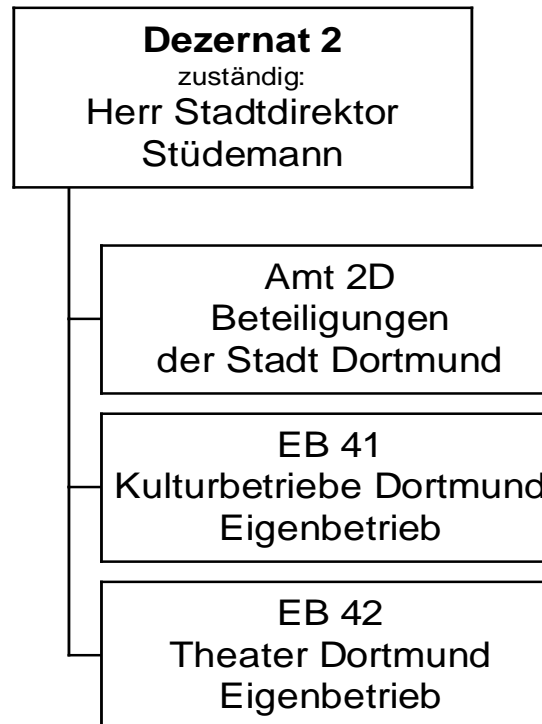 Dezernat 2
zuständig:
Herr Stadtdirektor
Stüdemann
Amt 2D
Beteiligungen
der Stadt Dortmund
EB 41
Kulturbetriebe Dortmund
Eigenbetrieb
EB 42
Theater Dortmund
Eigenbetrieb